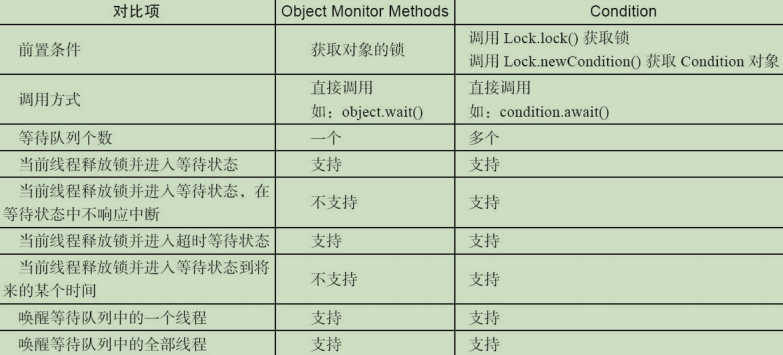 对比项 Object Monitor Methods Condition
前置条件 获取对象的锁 调用 Lock.lock() 获取锁
调用 Lock.newCondition() 获取 Condition 对象
调用方式 直接调用 直接调用
如：object.wait() 如：condition.await()
等待队列个数 一个 多个
当前线程释放锁并进入等待状态 支持 支持
当前线程释放锁并进入等待状态，在
等待状态中不响应中断 不支持 支持
当前线程释放锁并进入超时等待状态 支持 支持
当前线程释放锁并进入等待状态到将
来的某个时间 不支持 支持
唤醒等待队列中的一个线程 支持 支持
唤醒等待队列中的全部线程 支持 支持